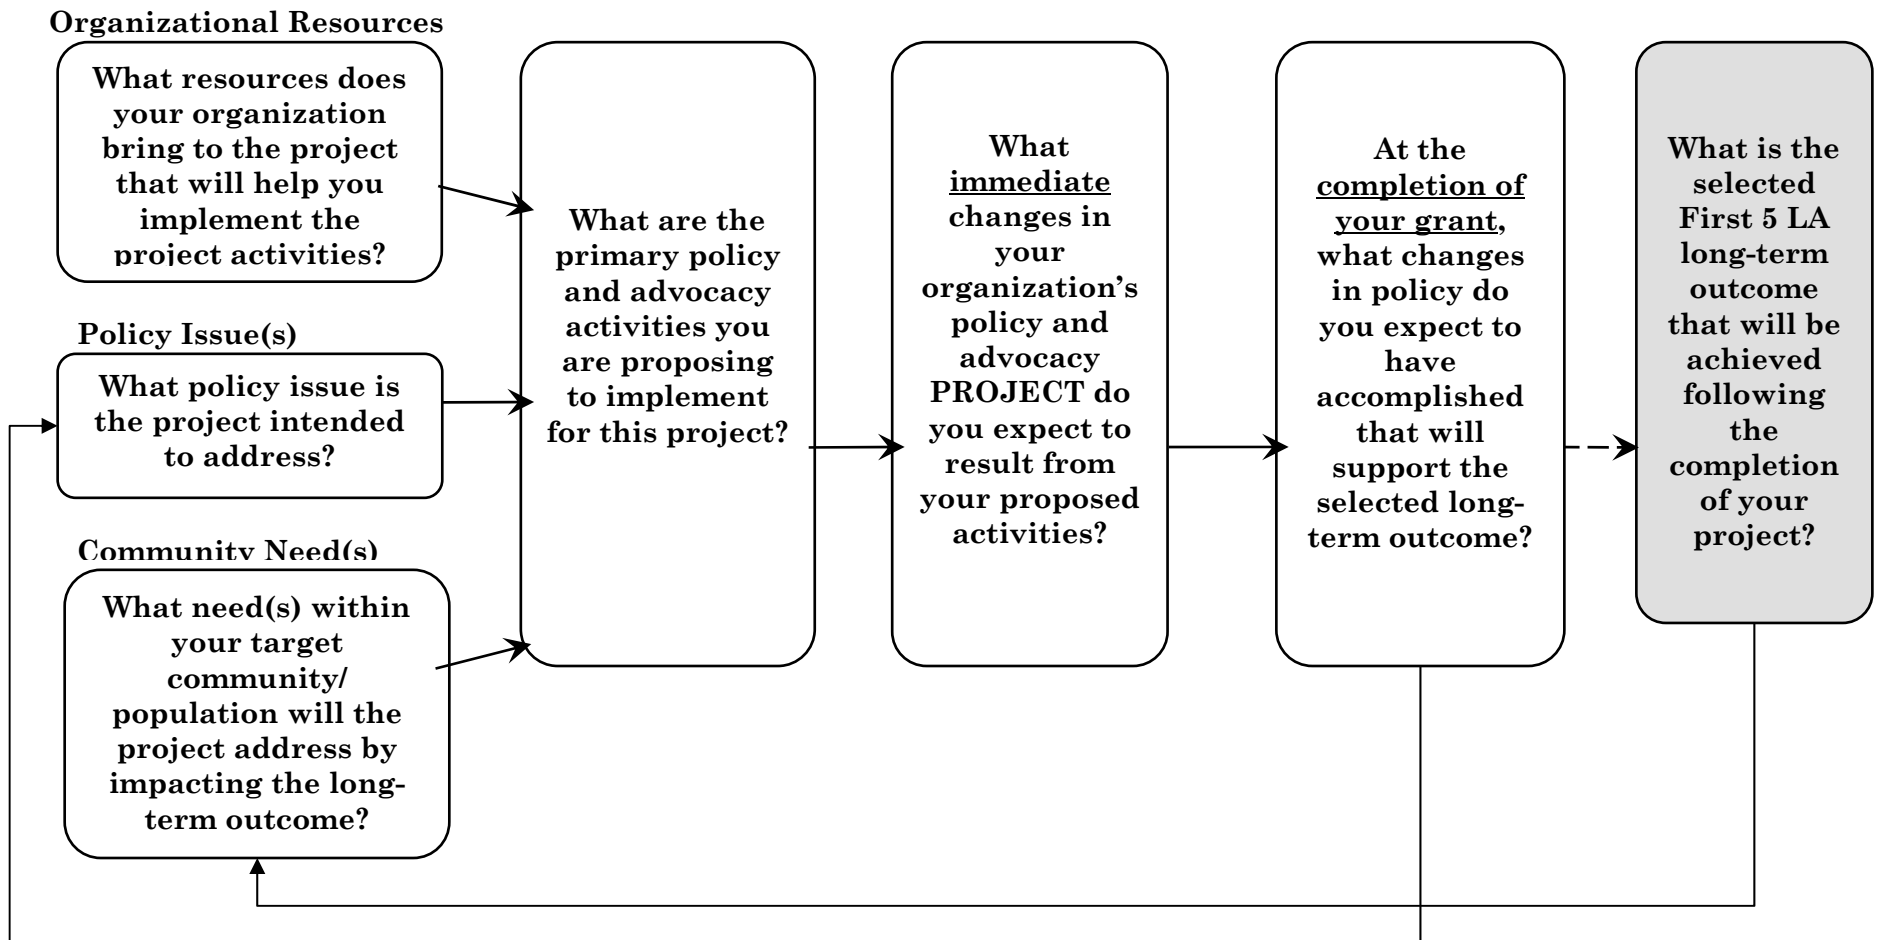 Organizational Resources
What resources does
your organization
bring to the project
that will help you
implement the
project activities?
Policy Issue(s)
What policy issue is
the project intended
to address?
Community Need(s)
What need(s) within
your target
community/
population will the
project address by
impacting the long-
term outcome?
What are the
primary policy
and advocacy
activities you
are proposing
to implement
for this project?
What
immediate
changes in
your
organization’s
policy and
advocacy
PROJECT do
you expect to
result from
your proposed
activities?
At the
completion of
your grant,
what changes
in policy do
you expect to
have
accomplished
that will
support the
selected long-
term outcome?
What is the
selected
First 5 LA
long-term
outcome
that will be
achieved
following
the
completion
of your
project?